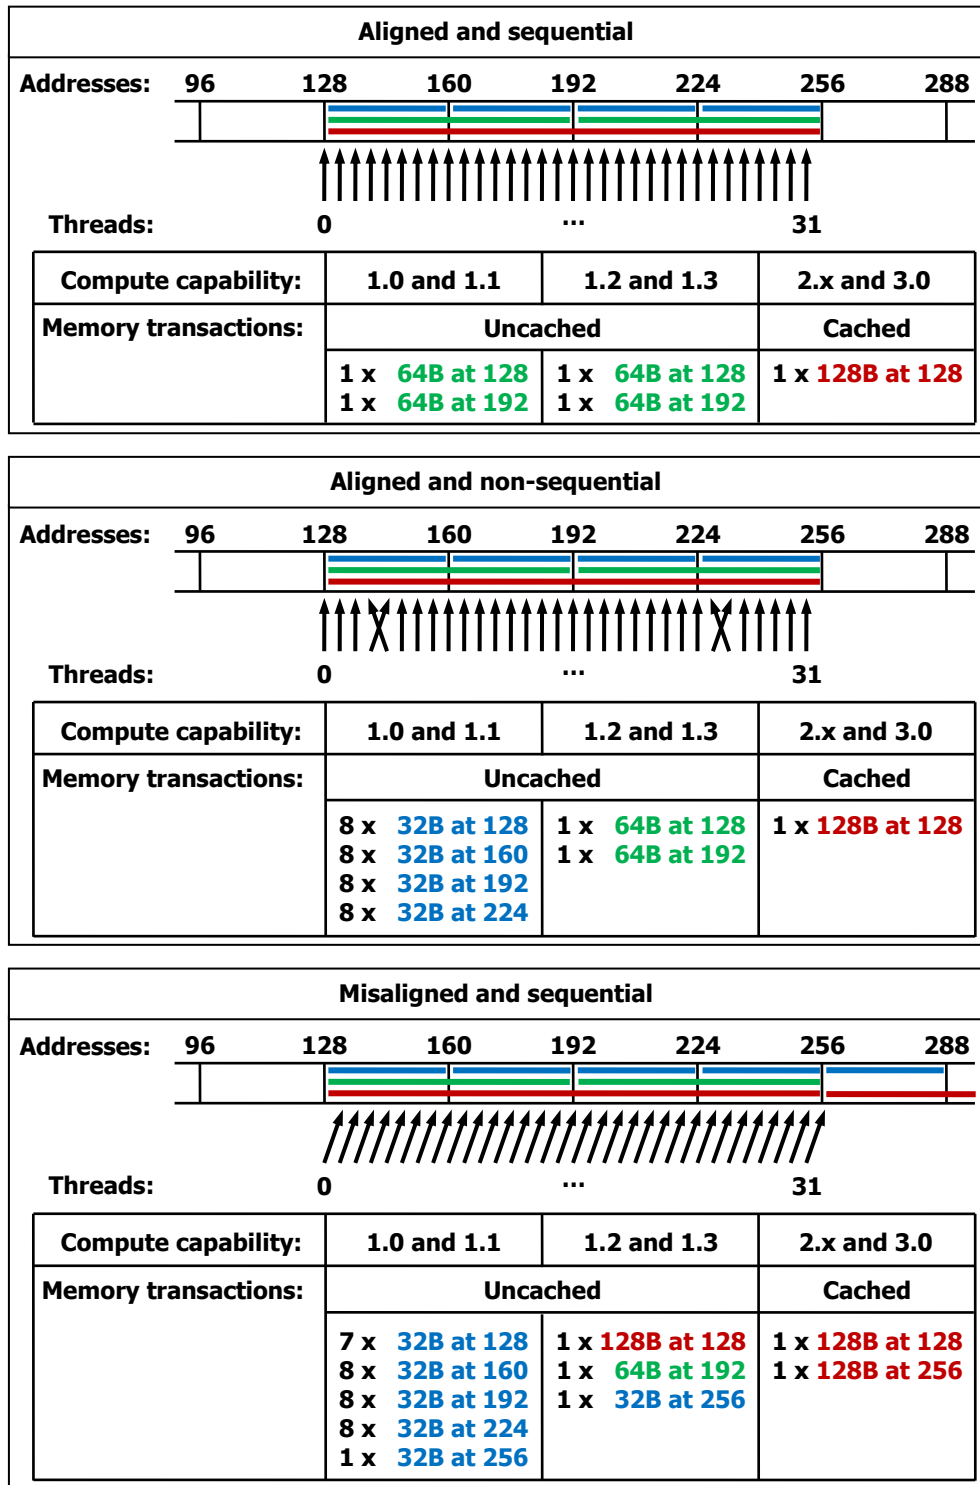 Aligned and sequential
Addresses: 96 128 160 192 224 256 288
Threads: 0 ... 31
Compute capability: 1.0 and 1.1 1.2 and 1.3 2.x and 3.0
Memory transactions: Uncached Cached
1 x 64B at 128 1 x 64B at 128 1 x 128B at 128
1 x 64B at 192 1 x 64B at 192
Aligned and non-sequential
Addresses: 96 128 160 192 224 256 288
Threads: 0 ... 31
Compute capability: 1.0 and 1.1 1.2 and 1.3 2.x and 3.0
Memory transactions: Uncached Cached
8 x 32B at 128 1 x 64B at 128 1 x 128B at 128
8 x 32B at 160 1 x 64B at 192
8 x 32B at 192
8 x 32B at 224
Misaligned and sequential
Addresses: 96 128 160 192 224 256 288
Threads: 0 ... 31
Compute capability: 1.0 and 1.1 1.2 and 1.3 2.x and 3.0
Memory transactions: Uncached Cached
7 x 32B at 128 1 x 128B at 128 1 x 128B at 128
8 x 32B at 160 1 x 64B at 192 1 x 128B at 256
8 x 32B at 192 1 x 32B at 256
8 x 32B at 224
1 x 32B at 256